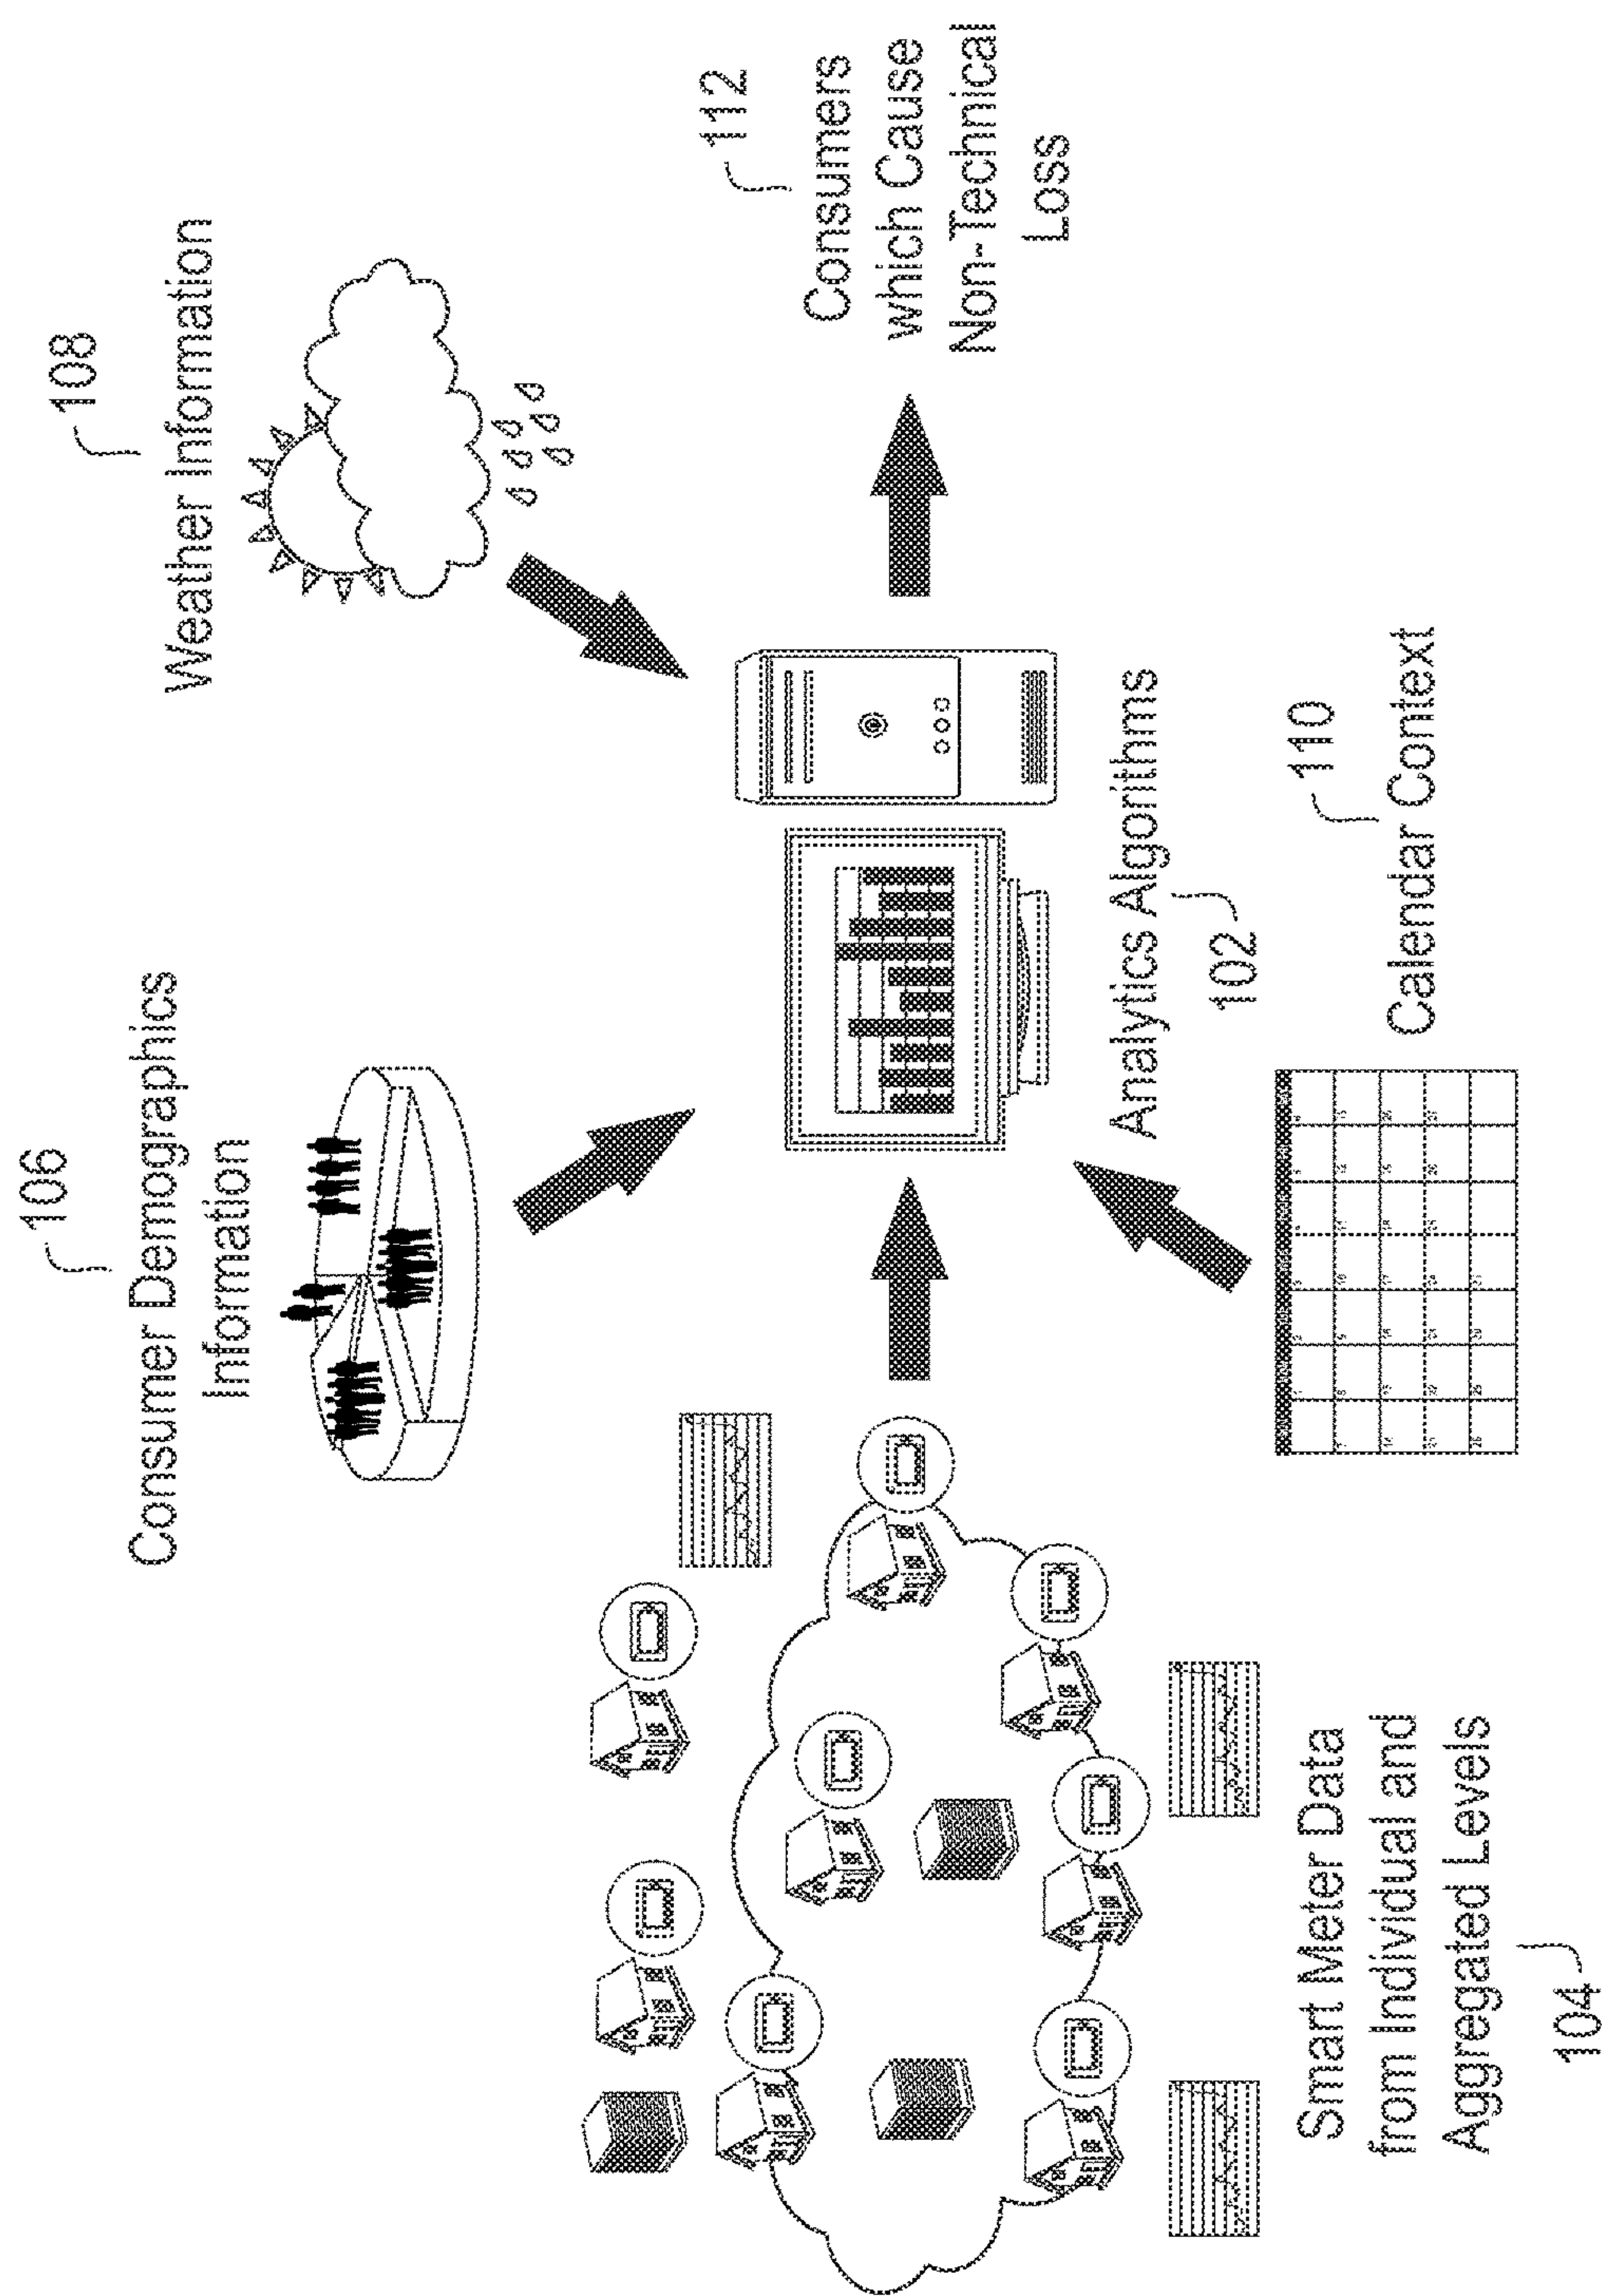 106
Consumer Demographics
Information
108
Weather Information
112
Consumers
which Cause
Non-Technical
Loss
Analytics Algorithms
102
110
Calendar Context
Smart Meter Data
from Individual and
Aggregated Levels
104